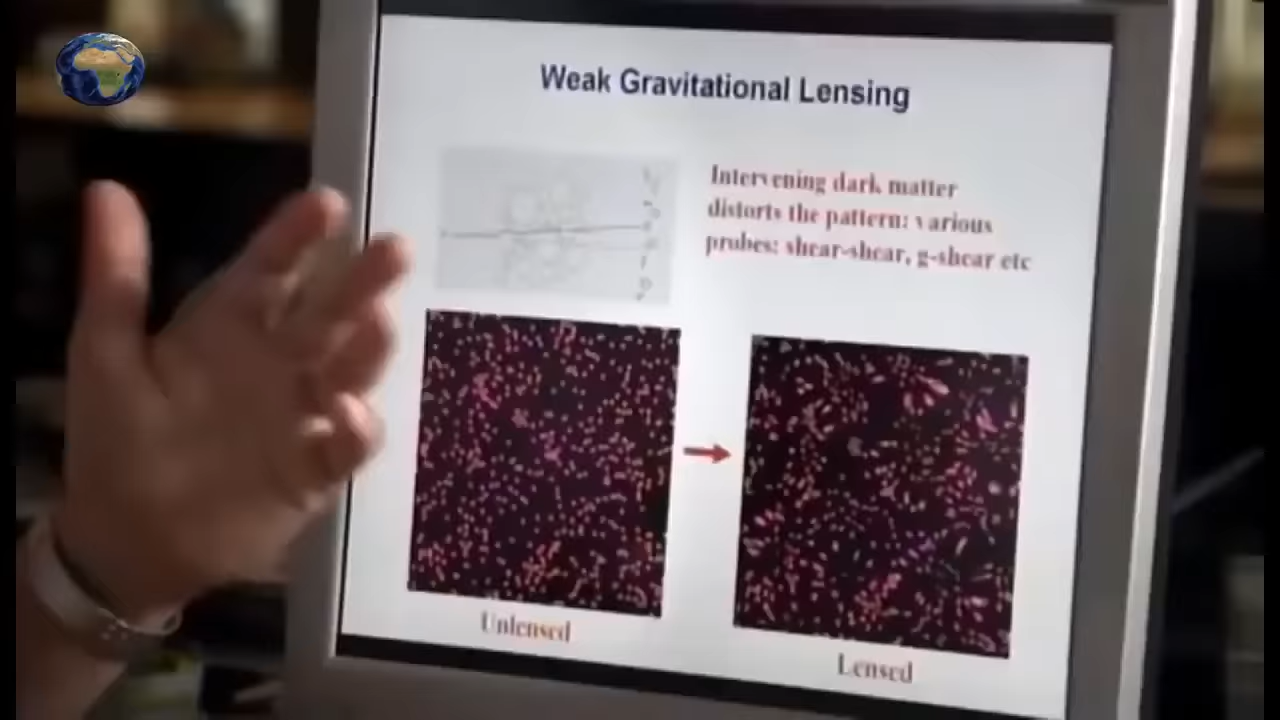 Weak Gravitational Lensing
Intervening dark matter
distorts the pattern: various
probes: shear-shear, g-shear etc
Unlensed
Lensed